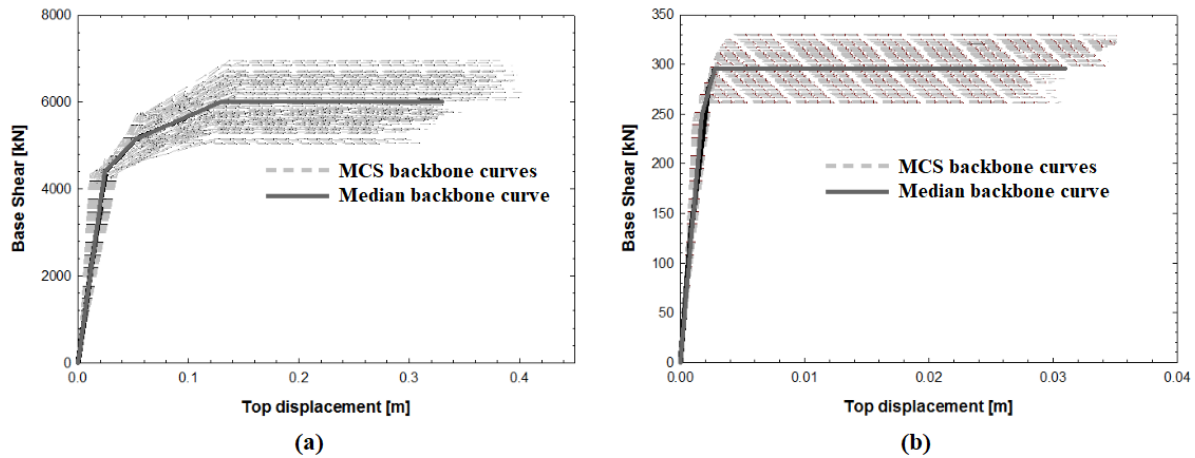 8000
6000
4000
2000
0
Base Shear [kN]
MCS backbone curves
Median backbone curve
0.0 0.1 0.2 0.3 0.4
Top displacement [m]
(a)
350
300
250
200
150
100
50
0
Base Shear [kN]
MCS backbone curves
Median backbone curve
0.00 0.01 0.02 0.03 0.04
Top displacement [m]
(b)